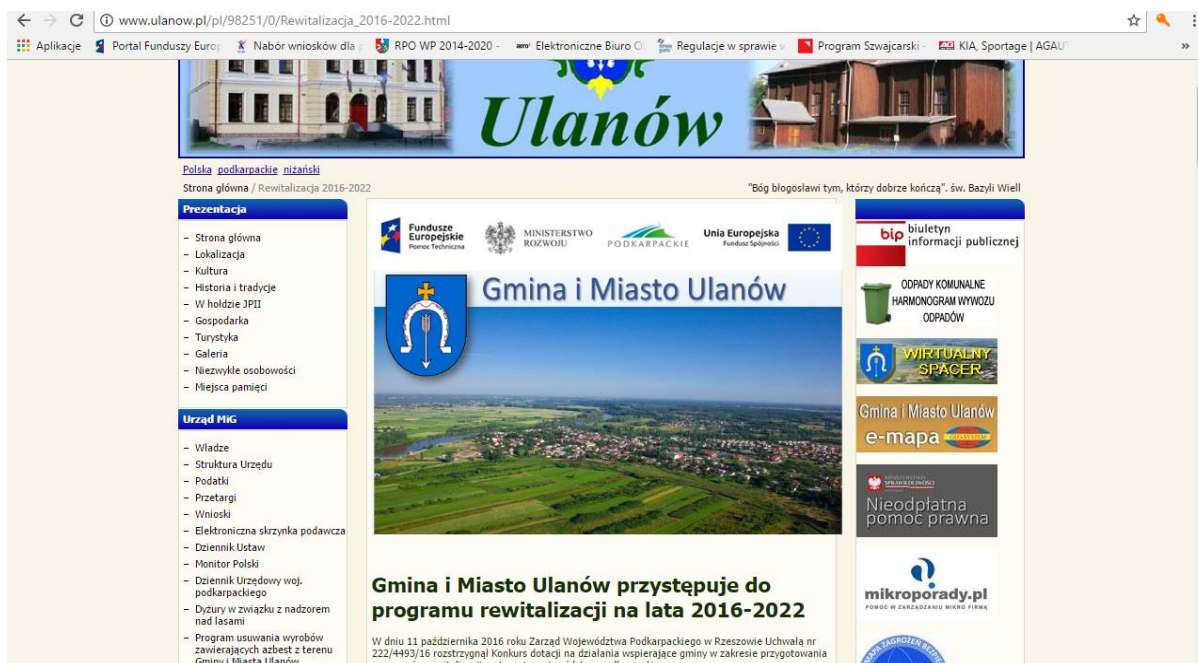 www.ulanow.pl/pl/98251/0/Rewitalizacja_2016-2022.html
Aplikacje Portal Funduszy Europ Nabór wniosków dla RPO WP 2014-2020 - Elektroniczne Biuro O Regulacje w sprawie Program Szwajcarski - KIA, Sportage | AGAU
Ulanów
Polska podkarpackie niżański
Strona główna / Rewitalizacja 2016-2022
"Bóg błogosławi tym, którzy dobrze kończą". św. Bazyli Wiell
Prezentacja
– Strona główna
– Lokalizacja
– Kultura
– Historia i tradycje
– W hołdzie JPII
– Gospodarka
– Turystyka
– Galeria
– Niezwykłe osobowości
– Miejsca pamięci
Urząd MiG
– Władze
– Struktura Urzędu
– Podatki
– Przetargi
– Wnioski
– Elektroniczna skrzynka podawcza
– Dziennik Ustaw
– Monitor Polski
– Dziennik Urzędowy woj.
podkarpackiego
– Dyżury w związku z nadzorem
nad lasami
– Program usuwania wyrobów
zawierających azbest z terenu
Gminy i Miasta Ulanów
Fundusze
Europejskie
Pomoc Techniczna
MINISTERSTWO
ROZWOJU
PODKARPACKIE
Unia Europejska
Fundusz Spójności
Gmina i Miasto Ulanów
Gmina i Miasto Ulanów przystępuje do
programu rewitalizacji na lata 2016-2022
W dniu 11 października 2016 roku Zarząd Województwa Podkarpackiego w Rzeszowie Uchwałą nr
222/4493/16 rozstrzygnął Konkurs dotacji na działania wspierające gminy w zakresie przygotowania
bip biuletyn
informacji publicznej
ODPADY KOMUNALNE
HARMONOGRAM WYWOZU
ODPADÓW
WIRTUALNY
SPACER
Gmina i Miasto Ulanów
e-mapa
GEO-SYSTEM
MINISTERSTWO
SPRAWIEDLIWOŚCI
Nieodpłatna
pomoc prawna
mikroporady.pl
POMOC W ZARZĄDZANIU MIKRO FIRMĄ
MAPA ZAGROŻEŃ